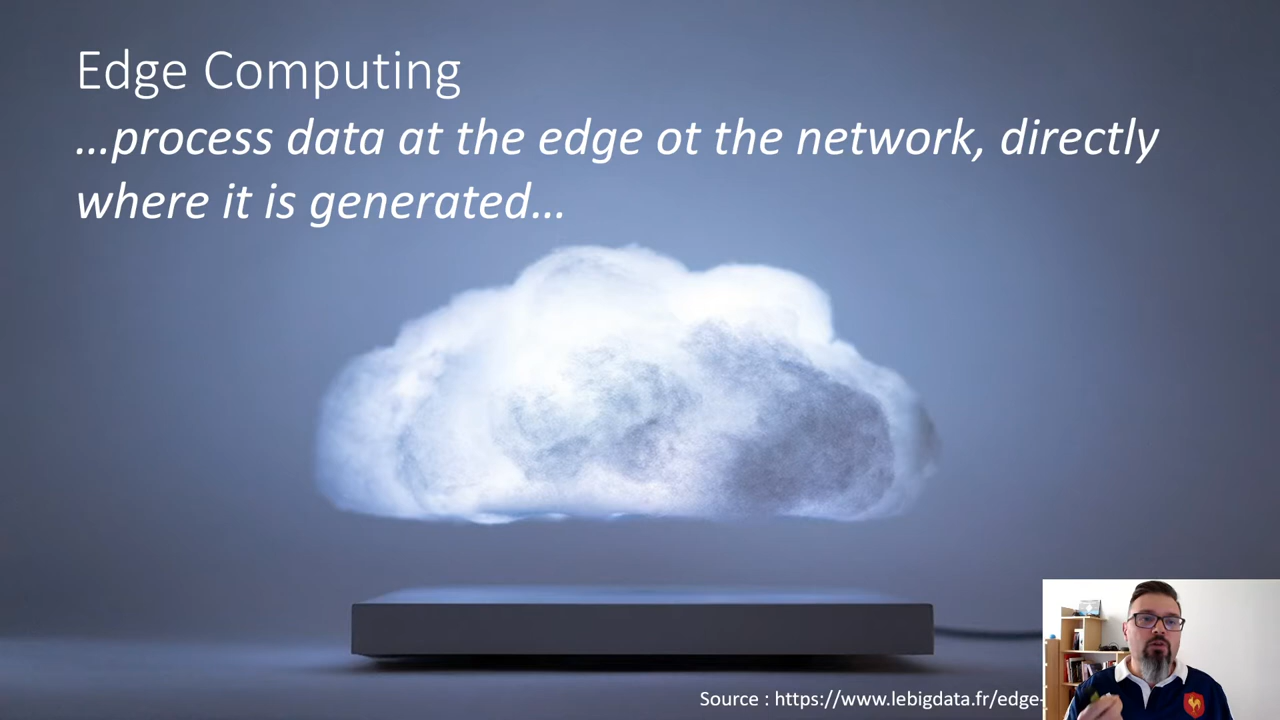 Edge Computing
...process data at the edge ot the network, directly
where it is generated...
Source : https://www.lebigdata.fr/edge-